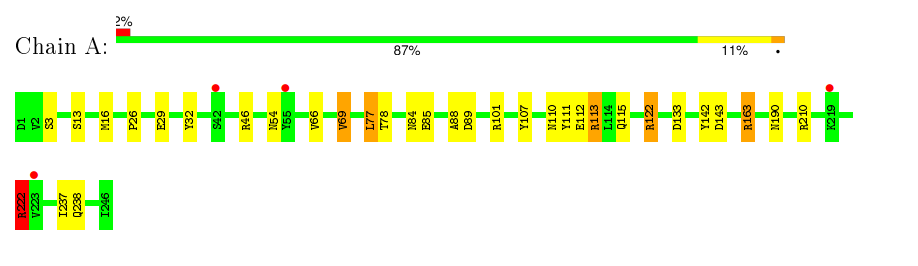 2%
Chain A:
87% 11% •
D1 V2 S3 S13 M16 P26 E29 Y32 S42 R46 N54 Y55 V66 V69 L77 T78 N84 E85 A88 D89 R101 Y107 N110 Y111 E112 R113 L114 Q115 R122 D133 Y142 D143 R163 N190 R210 K219
R222 V223 I237 Q238 I246